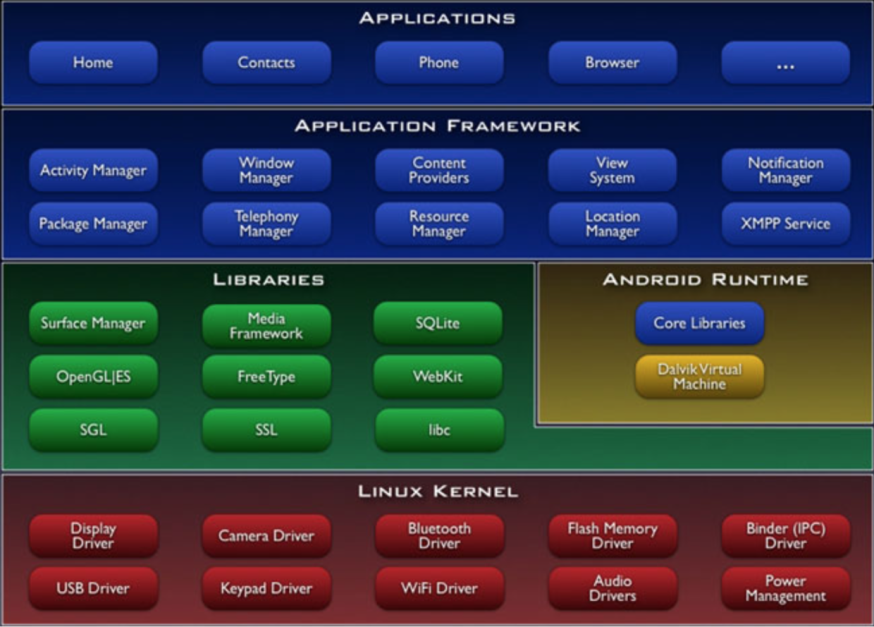 APPLICATIONS
Home
Contacts
Phone
Browser
...
APPLICATION FRAMEWORK
Activity Manager
Window
Manager
Content
Providers
View
System
Notification
Manager
Package Manager
Telephony
Manager
Resource
Manager
Location
Manager
XMPP Service
LIBRARIES
Surface Manager
Media
Framework
SQLite
OpenGL|ES
FreeType
WebKit
SGL
SSL
libc
ANDROID RUNTIME
Core Libraries
Dalvik Virtual
Machine
LINUX KERNEL
Display
Driver
Camera Driver
Bluetooth
Driver
Flash Memory
Driver
Binder (IPC)
Driver
USB Driver
Keypad Driver
WiFi Driver
Audio
Drivers
Power
Management